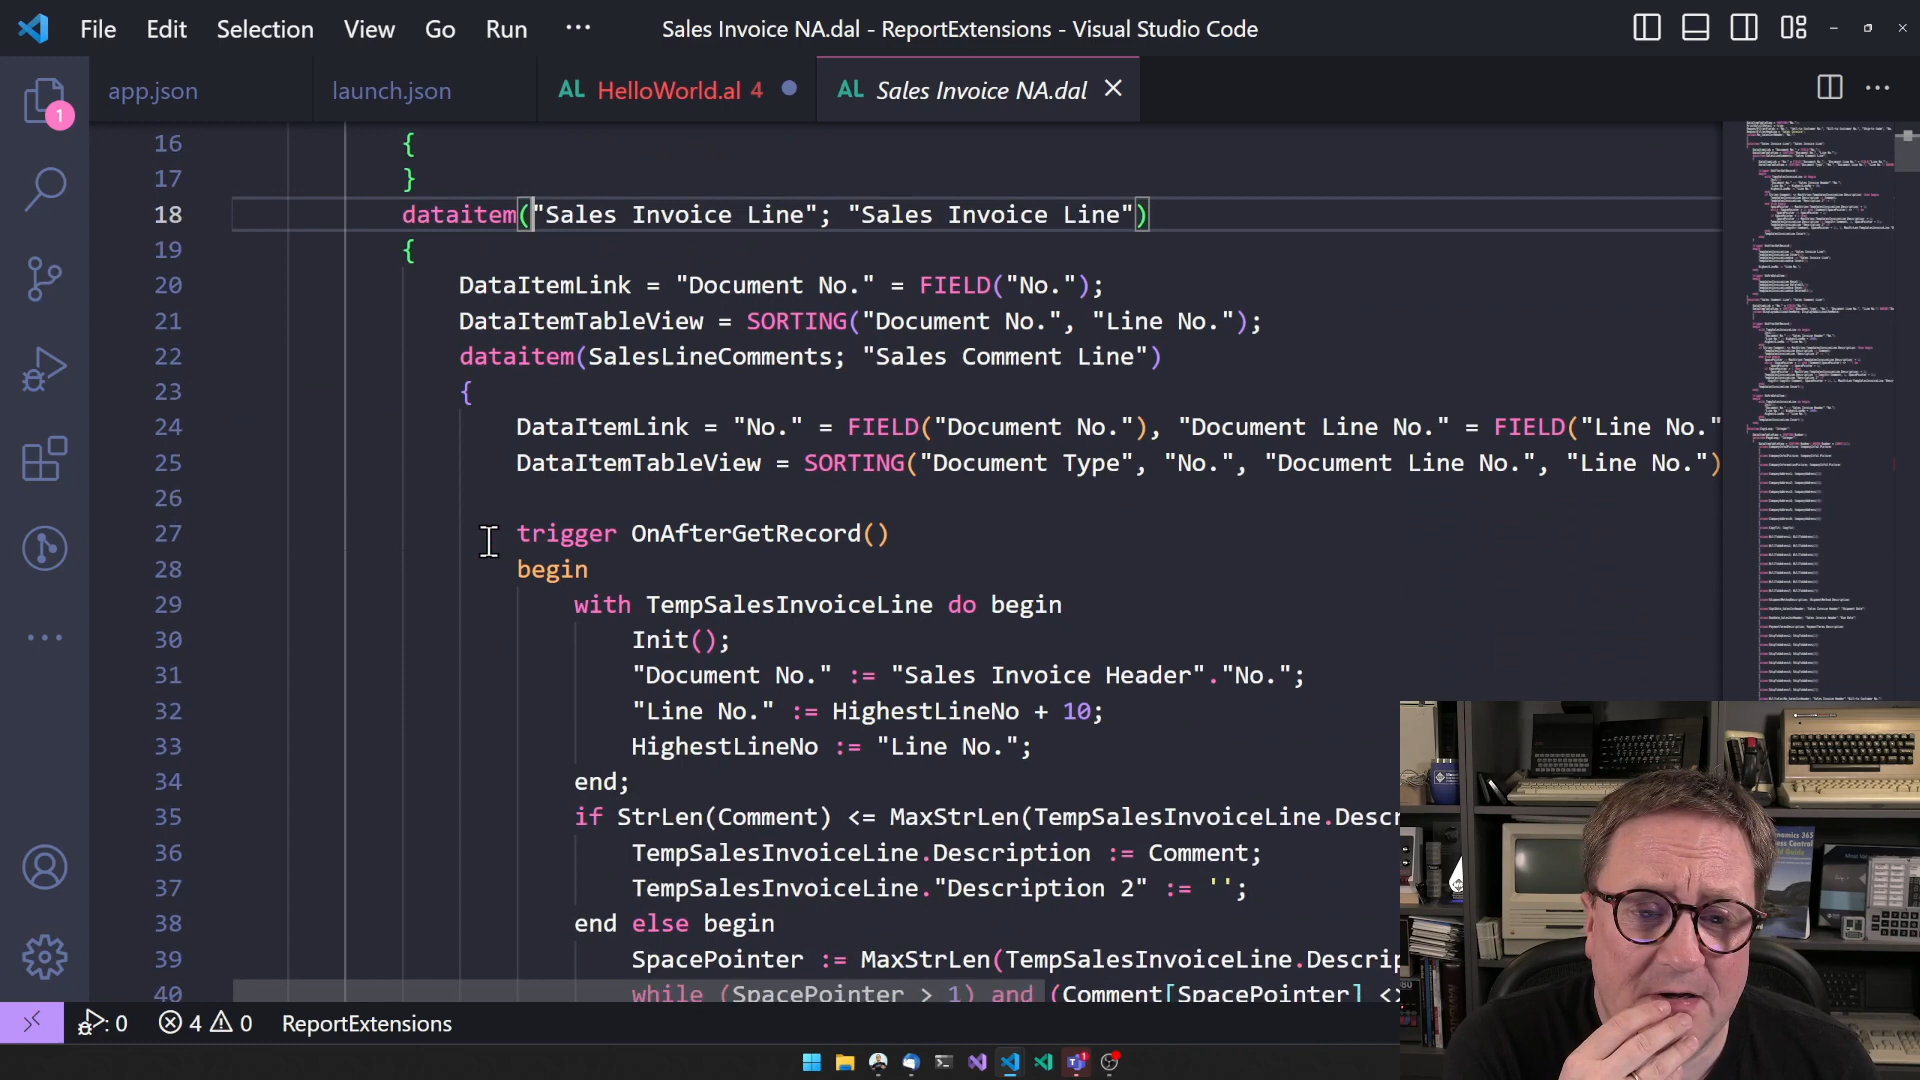 File Edit Selection View Go Run ··· Sales Invoice NA.dal - ReportExtensions - Visual Studio Code
app.json launch.json AL HelloWorld.al 4 AL Sales Invoice NA.dal
1
16 {
17 }
18 dataitem("Sales Invoice Line"; "Sales Invoice Line")
19 {
20 DataItemLink = "Document No." = FIELD("No.");
21 DataItemTableView = SORTING("Document No.", "Line No.");
22 dataitem(SalesLineComments; "Sales Comment Line")
23 {
24 DataItemLink = "No." = FIELD("Document No."), "Document Line No." = FIELD("Line No."
25 DataItemTableView = SORTING("Document Type", "No.", "Document Line No.", "Line No.")
26
27 trigger OnAfterGetRecord()
28 begin
29 with TempSalesInvoiceLine do begin
30 Init();
31 "Document No." := "Sales Invoice Header"."No.";
32 "Line No." := HighestLineNo + 10;
33 HighestLineNo := "Line No.";
34 end;
35 if StrLen(Comment) <= MaxStrLen(TempSalesInvoiceLine.Descr
36 TempSalesInvoiceLine.Description := Comment;
37 TempSalesInvoiceLine."Description 2" := '';
38 end else begin
39 SpacePointer := MaxStrLen(TempSalesInvoiceLine.Descrip
40 while (SpacePointer > 1) and (Comment[SpacePointer] <>
0 4 0 ReportExtensions